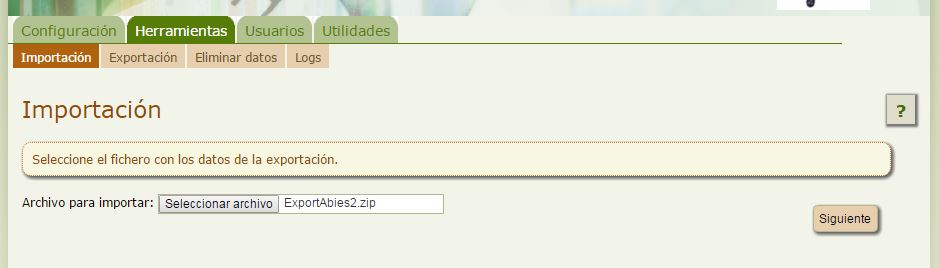 Configuración Herramientas Usuarios Utilidades
Importación Exportación Eliminar datos Logs
Importación
?
Seleccione el fichero con los datos de la exportación.
Archivo para importar: Seleccionar archivo ExportAbies2.zip
Siguiente